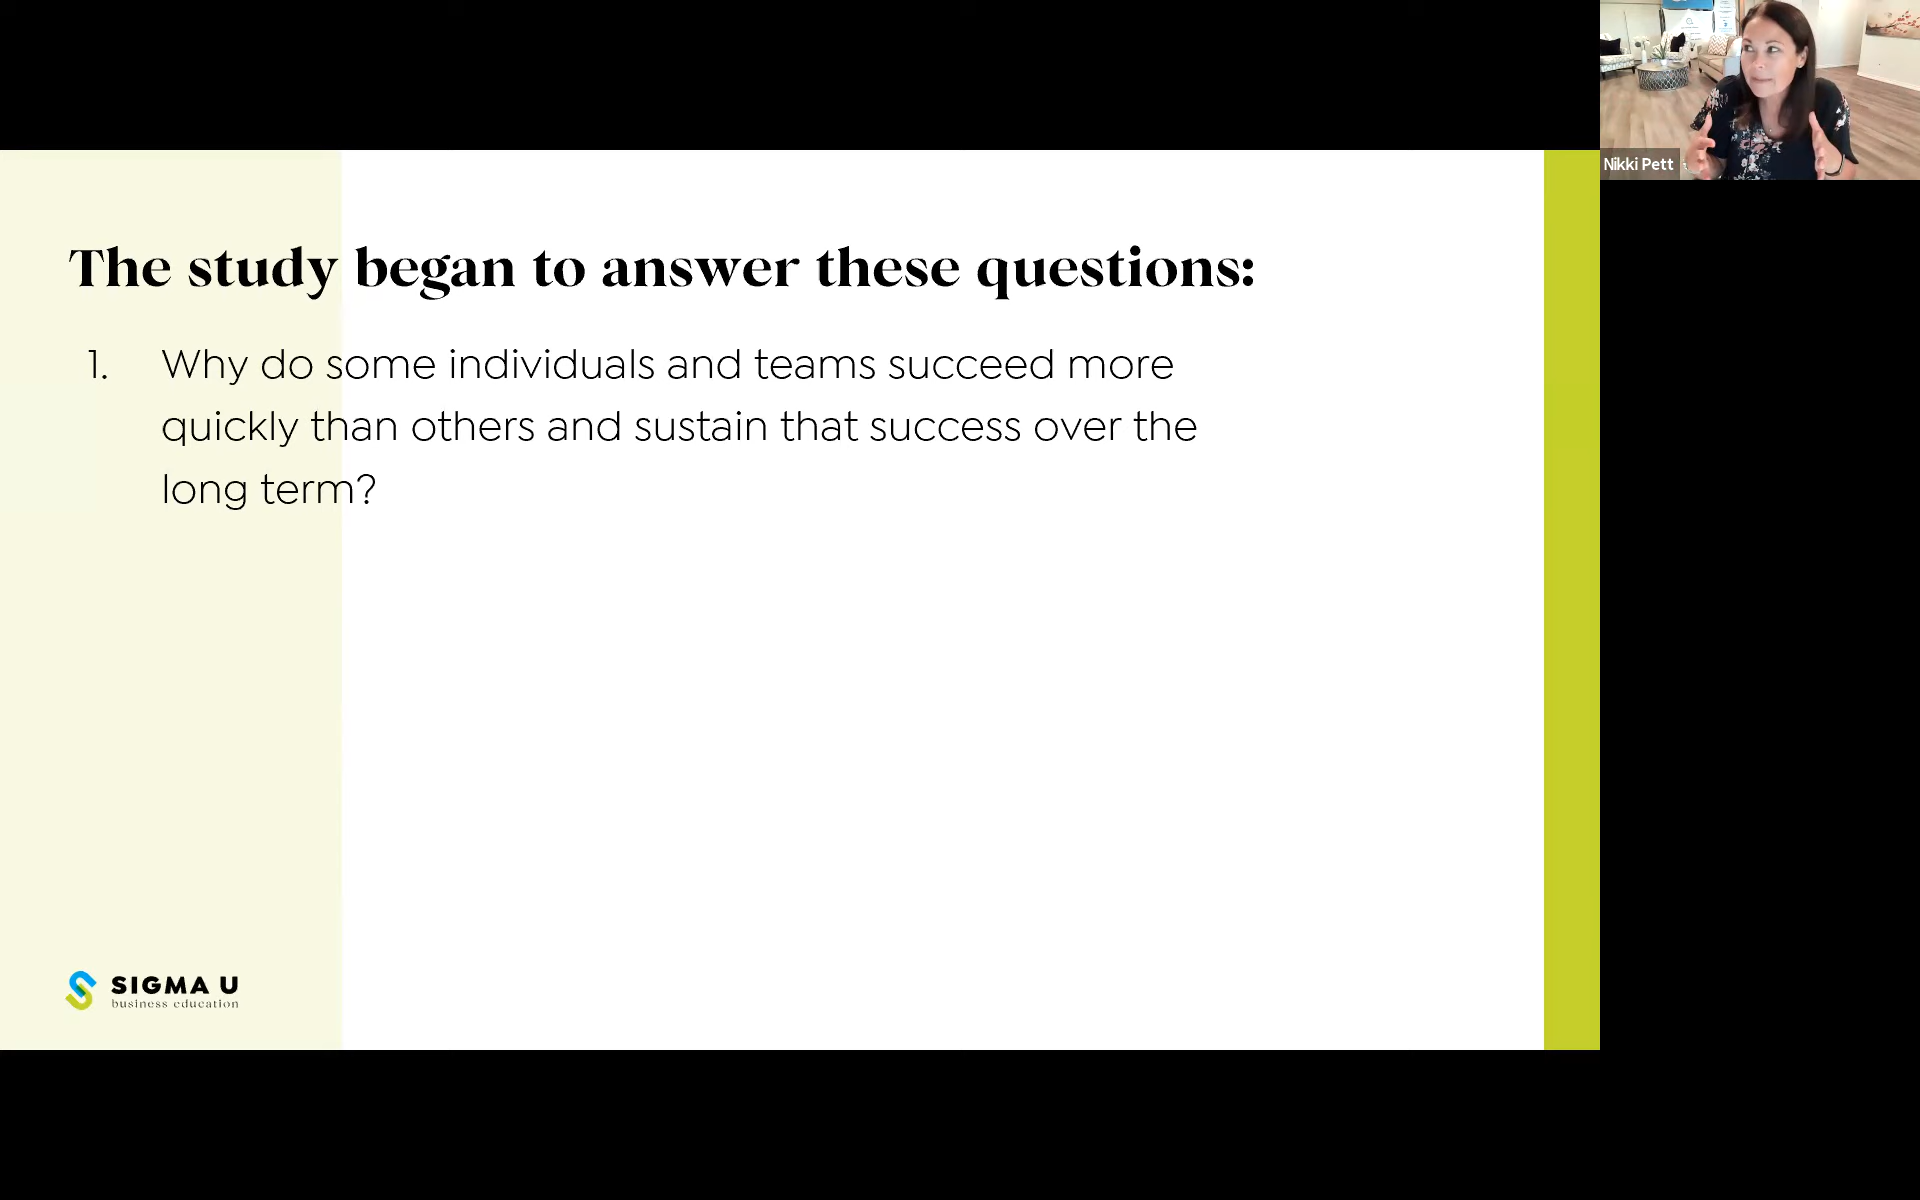 Nikki Pett
The study began to answer these questions:
1. Why do some individuals and teams succeed more
quickly than others and sustain that success over the
long term?
SIGMA U
business education